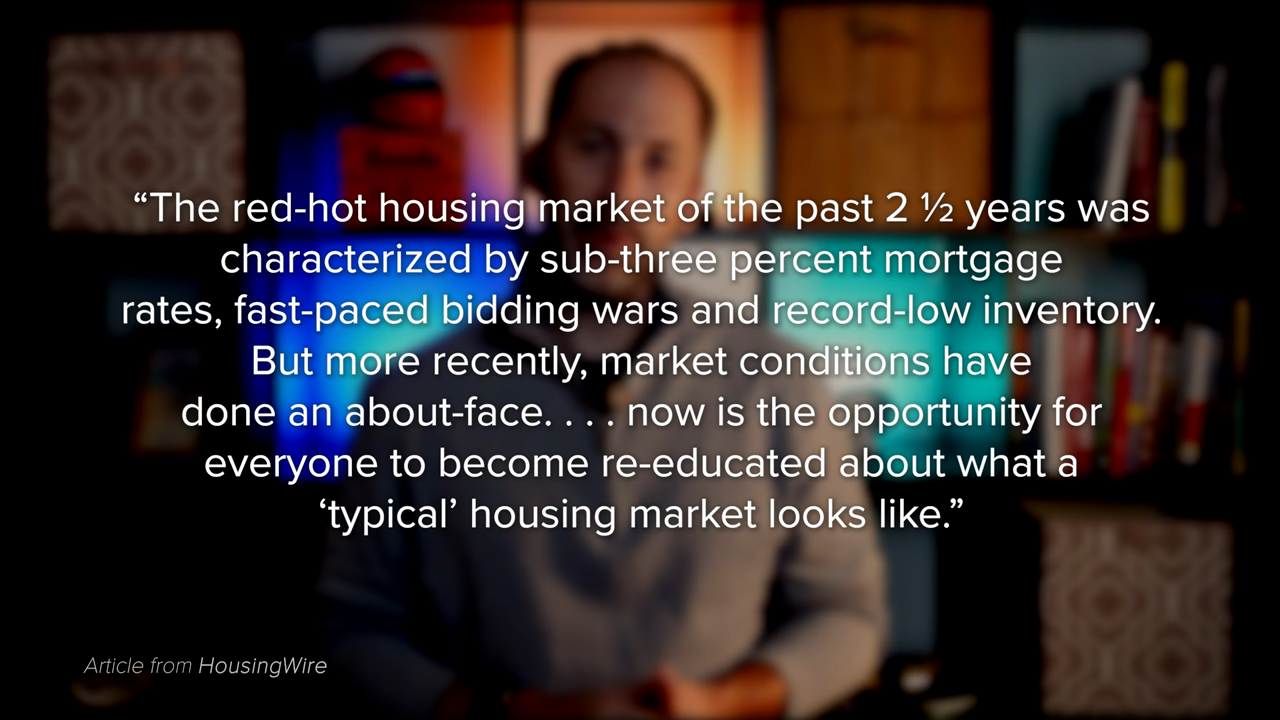 “The red-hot housing market of the past 2 ½ years was
characterized by sub-three percent mortgage
rates, fast-paced bidding wars and record-low inventory.
But more recently, market conditions have
done an about-face. . . . now is the opportunity for
everyone to become re-educated about what a
‘typical’ housing market looks like.”
Article from HousingWire